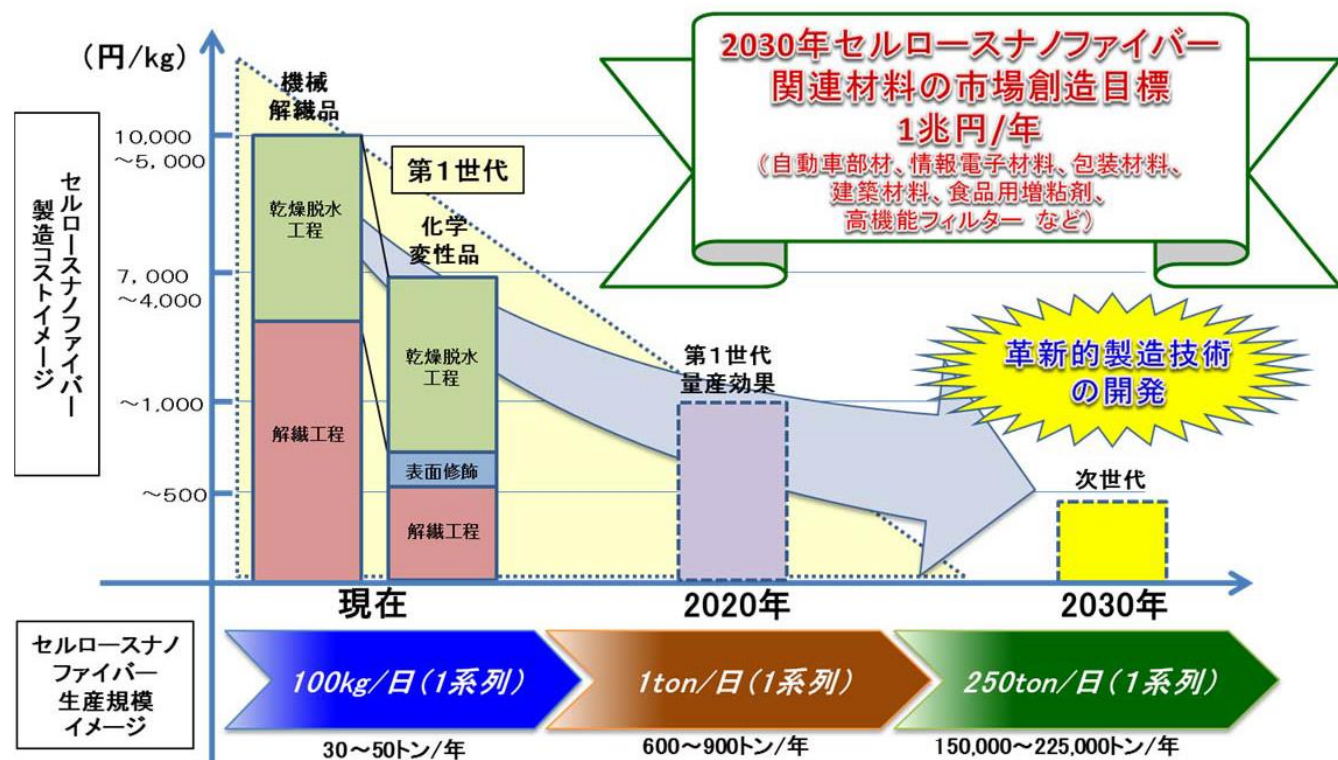 (円/kg)
セルロースナノファイバー
製造コストイメージ
10,000
~5,000
7,000
~4,000
~1,000
~500
機械
解繊品
乾燥脱水
工程
解繊工程
第1世代
化学
変性品
乾燥脱水
工程
表面修飾
解繊工程
第1世代
量産効果
次世代
2030年セルロースナノファイバー
関連材料の市場創造目標
1兆円/年
(自動車部材、情報電子材料、包装材料、
建築材料、食品用増粘剤、
高機能フィルター など)
革新的製造技術
の開発
現在
2020年
2030年
セルロースナノ
ファイバー
生産規模
イメージ
100kg/日(1系列)
1ton/日(1系列)
250ton/日(1系列)
30~50トン/年
600~900トン/年
150,000~225,000トン/年